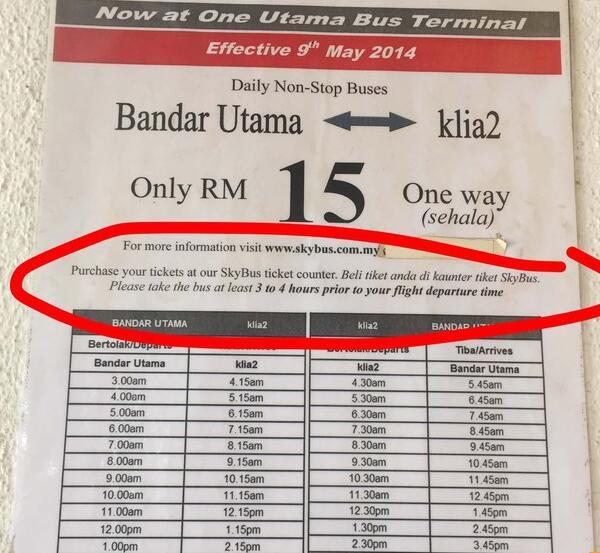 Now at One Utama Bus Terminal
Effective 9th May 2014
Daily Non-Stop Buses
Bandar Utama klia2
Only RM 15 One way
(sehala)
For more information visit www.skybus.com.my
Purchase your tickets at our SkyBus ticket counter. Beli tiket anda di kaunter tiket SkyBus.
Please take the bus at least 3 to 4 hours prior to your flight departure time
BANDAR UTAMA klia2 klia2 BANDAR
Bertolak/Departs Bertolak/Departs Tiba/Arrives
Bandar Utama klia2 klia2 Bandar Utama
3.00am 4.15am 4.30am 5.45am
4.00am 5.15am 5.30am 6.45am
5.00am 6.15am 6.30am 7.45am
6.00am 7.15am 7.30am 8.45am
7.00am 8.15am 8.30am 9.45am
8.00am 9.15am 9.30am 10.45am
9.00am 10.15am 10.30am 11.45am
10.00am 11.15am 11.30am 12.45pm
11.00am 12.15pm 12.30pm 1.45pm
12.00pm 1.15pm 1.30pm 2.45pm
1.00pm 2.15pm 2.30pm 3.45pm